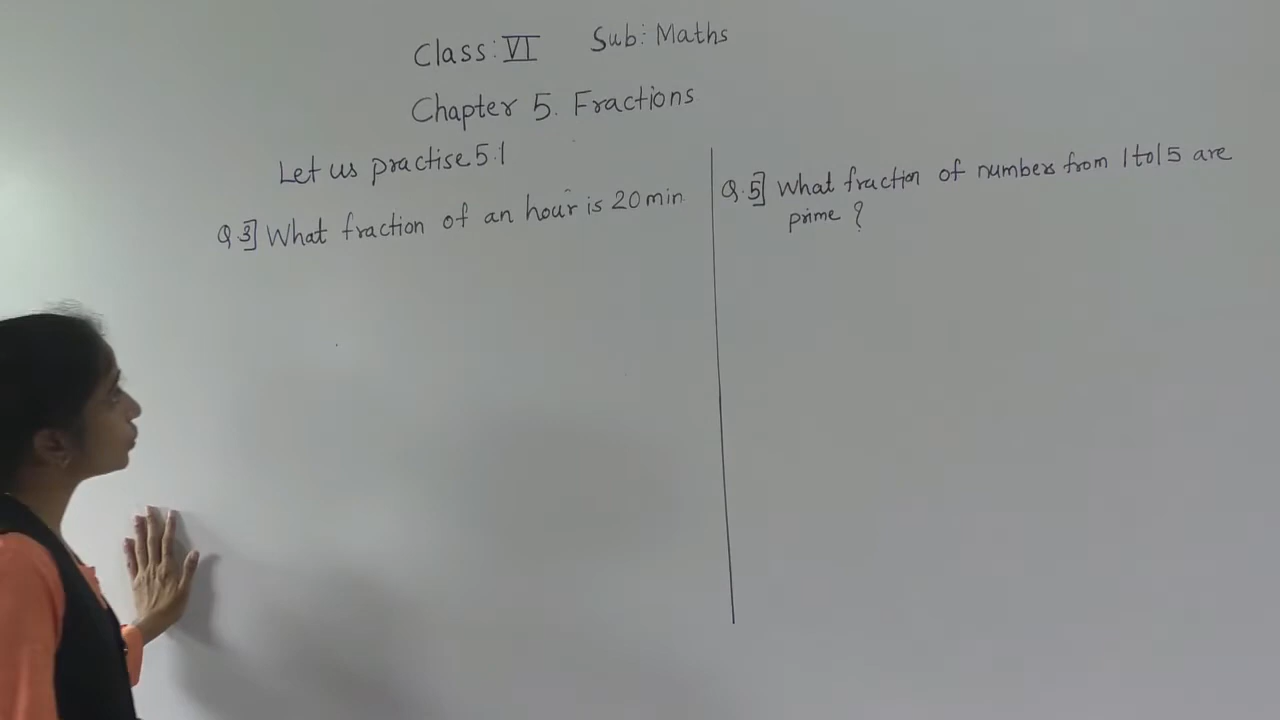 Class: VI Sub: Maths
Chapter 5. Fractions
Let us practise 5.1
Q.3] What fraction of an hour is 20 min
Q.5] What fraction of numbers from 1 to 15 are
prime ?